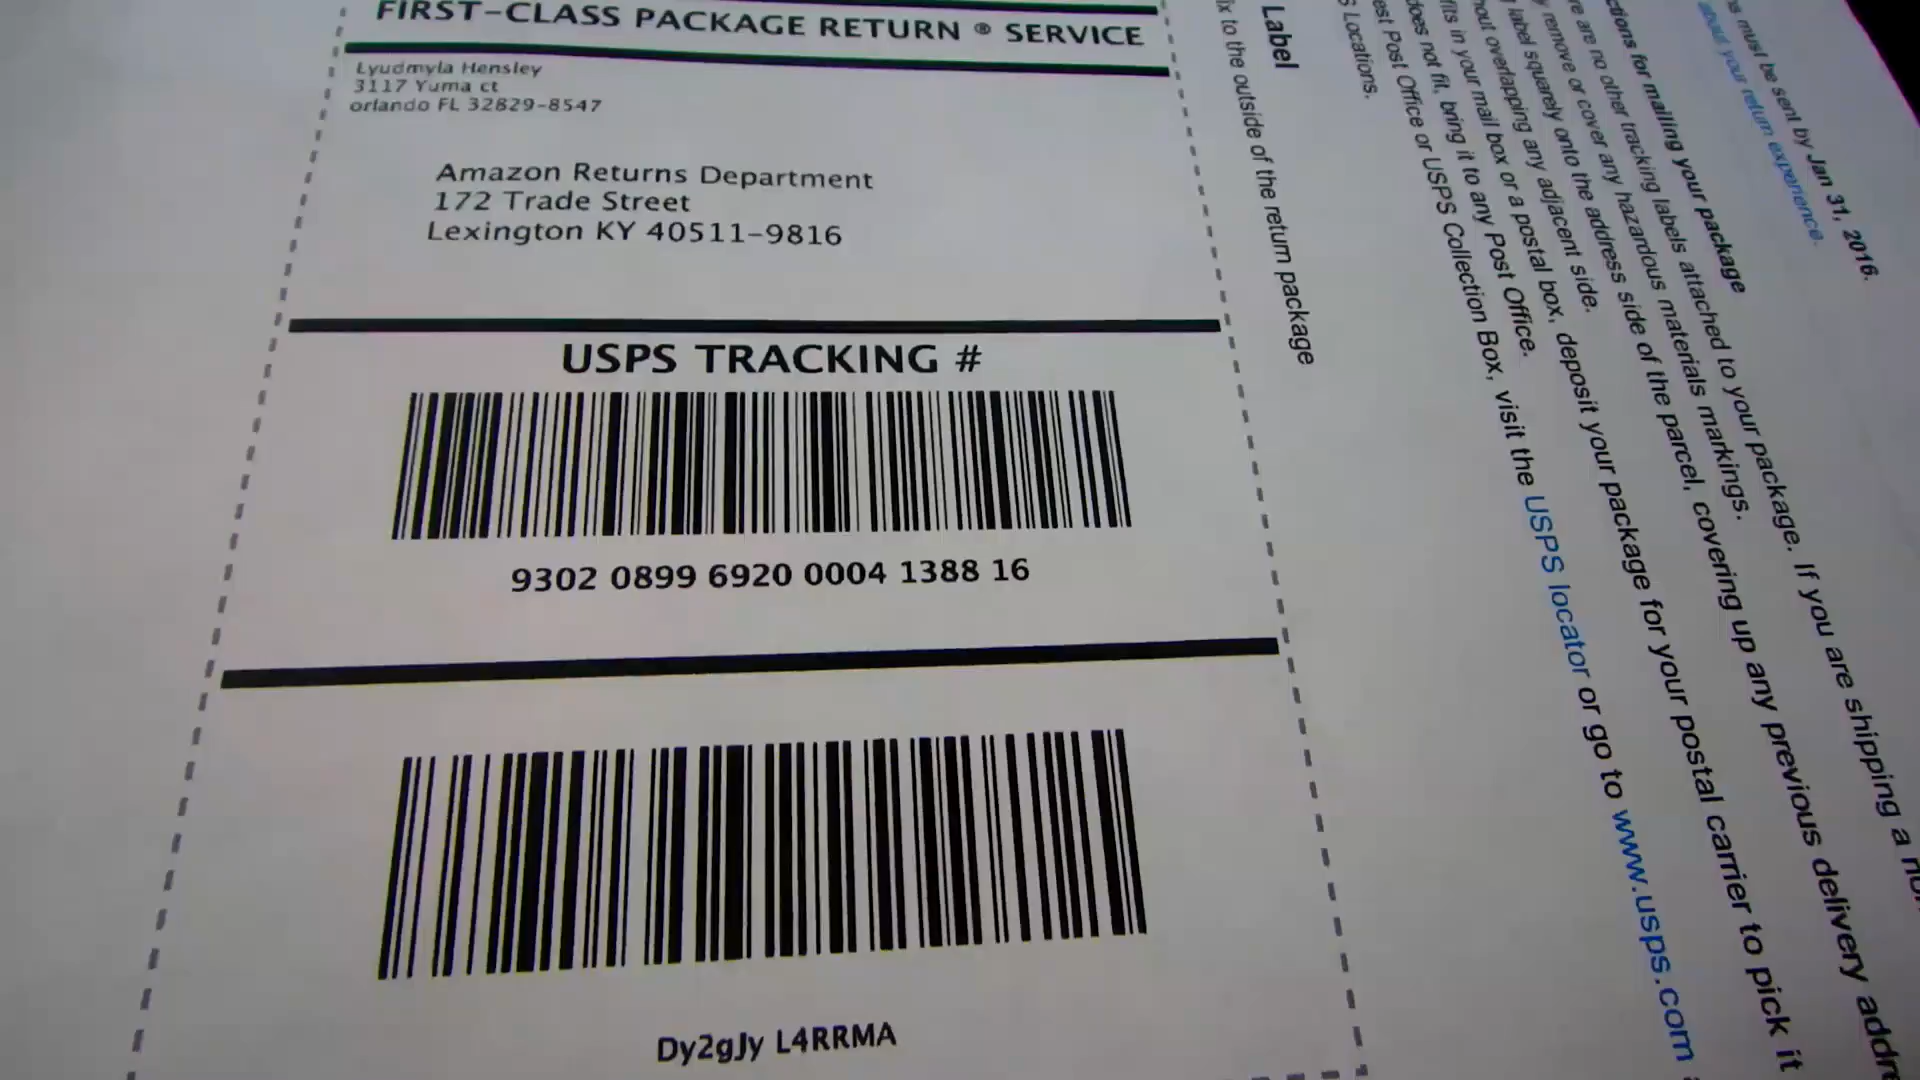 FIRST-CLASS PACKAGE RETURN ® SERVICE
Lyudmyla Hensley
3117 Yuma ct
orlando FL 32829-8547
Amazon Returns Department
172 Trade Street
Lexington KY 40511-9816
USPS TRACKING #
9302 0899 6920 0004 1388 16
Dy2gJy L4RRMA
Label
to the outside of the return package
must be sent by Jan 31, 2016.
about your return experience.
for mailing your package
are no other tracking labels attached to your package. If you are shipping a
remove or cover any hazardous materials markings.
label squarely onto the address side of the parcel, covering up any previous delivery
overlapping any adjacent side.
in your mail box or a postal box, deposit your package for your postal carrier to pick it
does not fit, bring it to any Post Office.
Post Office or USPS Collection Box, visit the USPS locator or go to www.usps.com
Locations.